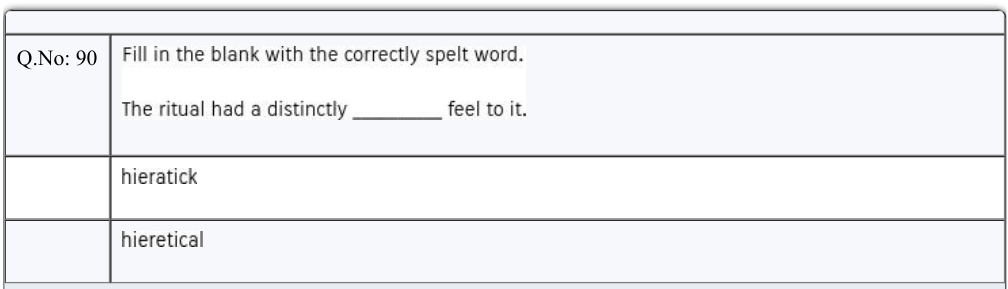 Q.No: 90
Fill in the blank with the correctly spelt word.
The ritual had a distinctly _________ feel to it.
hieratick
hieretical